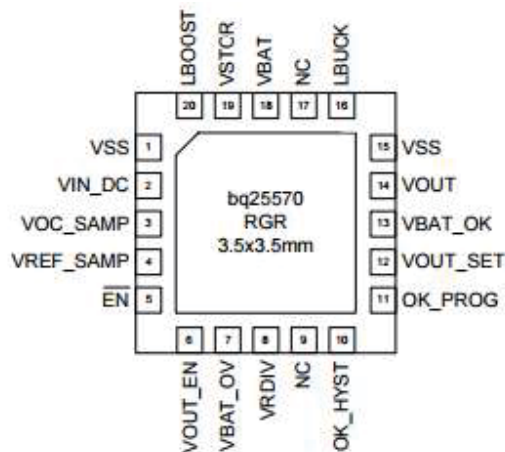 LBOOST
VSTOR
VBAT
NC
LBUCK
20 19 18 17 16
VSS 1
VIN_DC 2
VOC_SAMP 3
VREF_SAMP 4
EN 5
bq25570
RGR
3.5x3.5mm
15 VSS
14 VOUT
13 VBAT_OK
12 VOUT_SET
11 OK_PROG
6 7 8 9 10
VOUT_EN
VBAT_OV
VRDIV
NC
OK_HYST